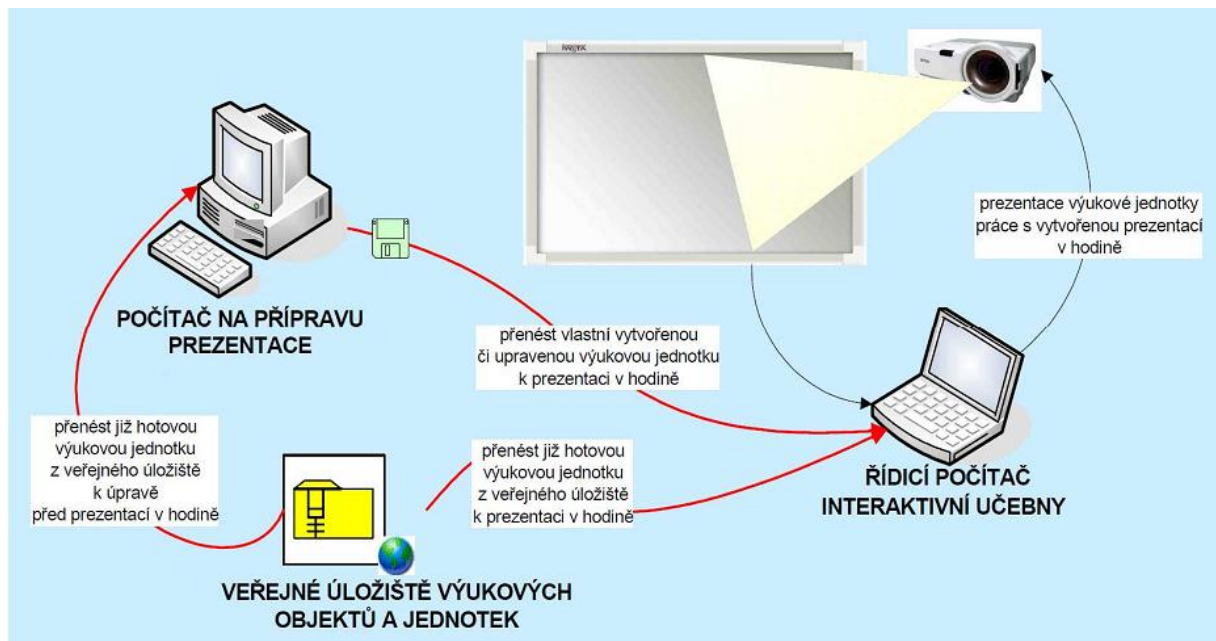 prezentace výukové jednotky
práce s vytvořenou prezentací
v hodině
POČÍTAČ NA PŘÍPRAVU
PREZENTACE
přenést vlastní vytvořenou
či upravenou výukovou jednotku
k prezentaci v hodině
přenést již hotovou
výukovou jednotku
z veřejného úložiště
k úpravě
před prezentací v hodině
přenést již hotovou
výukovou jednotku
z veřejného úložiště
k prezentaci v hodině
ŘÍDICÍ POČÍTAČ
INTERAKTIVNÍ UČEBNY
VEŘEJNÉ ÚLOŽIŠTĚ VÝUKOVÝCH
OBJEKTŮ A JEDNOTEK